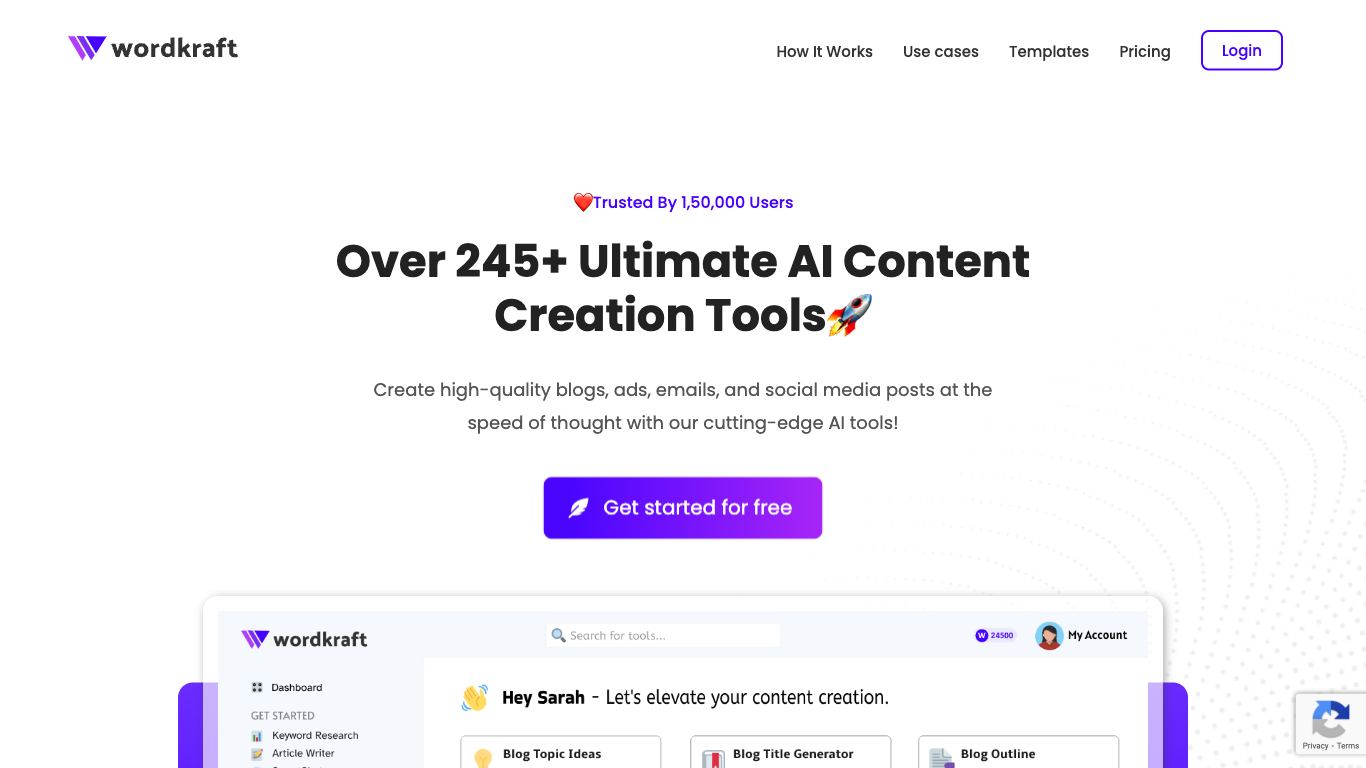 wordkraft
How It Works
Use cases
Templates
Pricing
Login
Trusted By 1,50,000 Users
Over 245+ Ultimate AI Content
Creation Tools
Create high-quality blogs, ads, emails, and social media posts at the
speed of thought with our cutting-edge AI tools!
Get started for free
wordkraft
Search for tools...
W 24500
My Account
Dashboard
Hey Sarah - Let's elevate your content creation.
GET STARTED
Keyword Research
Article Writer
Blog Topic Ideas
Blog Title Generator
Blog Outline
Privacy - Terms